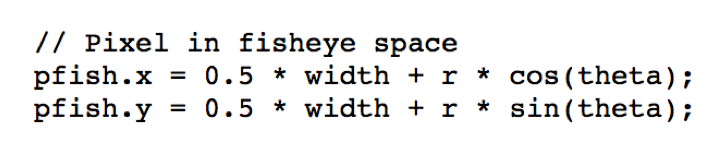 // Pixel in fisheye space
pfish.x = 0.5 * width + r * cos(theta);
pfish.y = 0.5 * width + r * sin(theta);